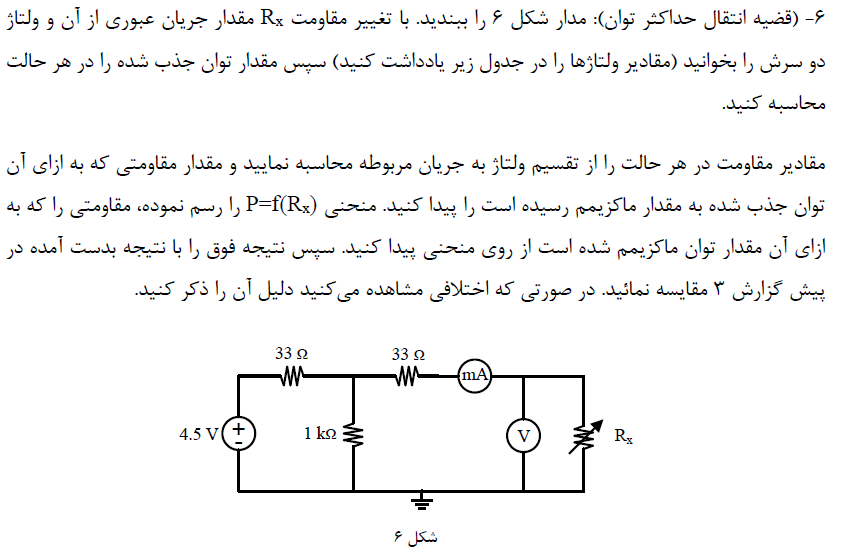 ۶- (قضیه انتقال حداکثر توان): مدار شکل ۶ را ببندید. با تغییر مقاومت Rx مقدار جریان عبوری از آن و ولتاژ
دو سرش را بخوانید (مقادیر ولتاژها را در جدول زیر یادداشت کنید) سپس مقدار توان جذب شده را در هر حالت
محاسبه کنید.
مقادیر مقاومت در هر حالت را از تقسیم ولتاژ به جریان مربوطه محاسبه نمایید و مقدار مقاومتی که به ازای آن
توان جذب شده به مقدار ماکزیمم رسیده است را پیدا کنید. منحنی P=f(Rx) را رسم نموده، مقاومتی را که به
ازای آن مقدار توان ماکزیمم شده است از روی منحنی پیدا کنید. سپس نتیجه فوق را با نتیجه بدست آمده در
پیش گزارش ۳ مقایسه نمائید. در صورتی که اختلافی مشاهده می‌کنید دلیل آن را ذکر کنید.
33 Ω
33 Ω
mA
4.5 V
+
-
1 kΩ
V
Rx
شکل ۶